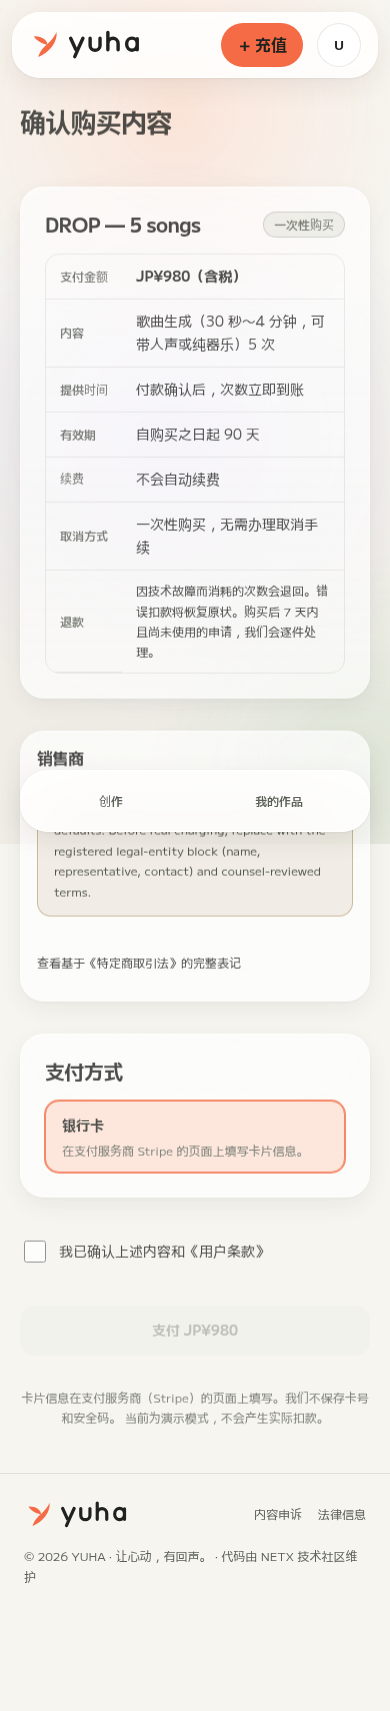 yuha
+ 充值
U
确认购买内容
DROP — 5 songs
一次性购买
支付金额
JP¥980（含税）
内容
歌曲生成（30 秒～4 分钟，可
带人声或纯器乐）5 次
提供时间
付款确认后，次数立即到账
有效期
自购买之日起 90 天
续费
不会自动续费
取消方式
一次性购买，无需办理取消手
续
退款
因技术故障而消耗的次数会退回。错
误扣款将恢复原状。购买后 7 天内
且尚未使用的申请，我们会逐件处
理。
销售商
创作
我的作品
defaults. Before real charging, replace with the
registered legal-entity block (name,
representative, contact) and counsel-reviewed
terms.
查看基于《特定商取引法》的完整表记
支付方式
银行卡
在支付服务商 Stripe 的页面上填写卡片信息。
我已确认上述内容和《用户条款》
支付 JP¥980
卡片信息在支付服务商（Stripe）的页面上填写。我们不保存卡号
和安全码。 当前为演示模式，不会产生实际扣款。
yuha
内容申诉
法律信息
© 2026 YUHA · 让心动，有回声。 · 代码由 NETX 技术社区维
护